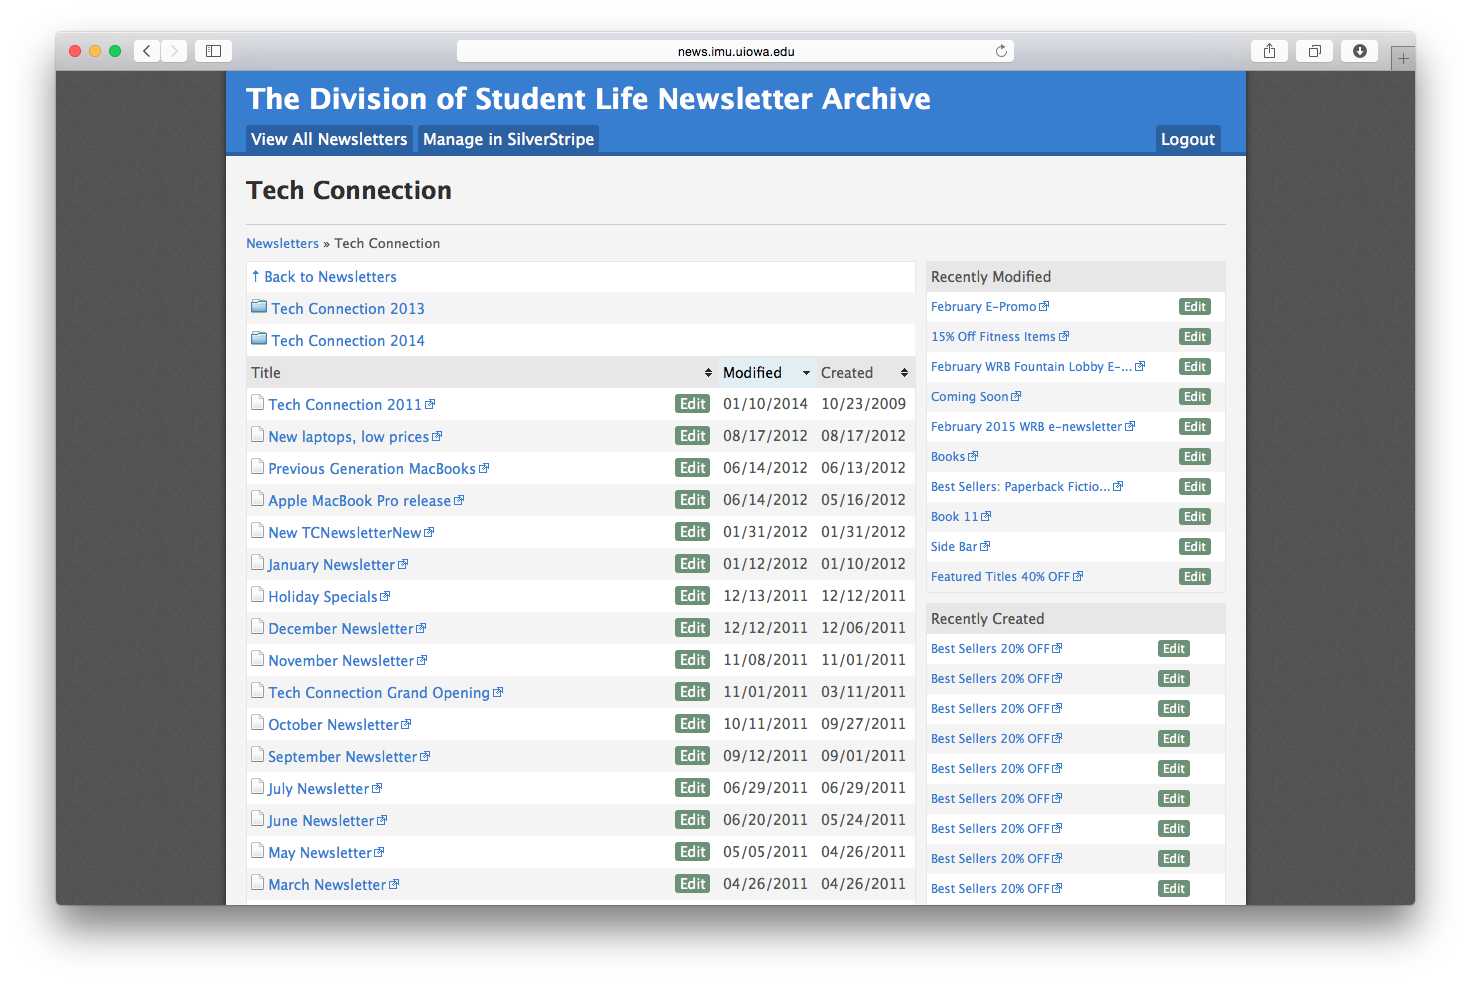 news.imu.uiowa.edu
The Division of Student Life Newsletter Archive
View All Newsletters Manage in SilverStripe Logout
Tech Connection
Newsletters » Tech Connection
↑ Back to Newsletters
Tech Connection 2013
Tech Connection 2014
Title Modified Created
Tech Connection 2011 Edit 01/10/2014 10/23/2009
New laptops, low prices Edit 08/17/2012 08/17/2012
Previous Generation MacBooks Edit 06/14/2012 06/13/2012
Apple MacBook Pro release Edit 06/14/2012 05/16/2012
New TCNewsletterNew Edit 01/31/2012 01/31/2012
January Newsletter Edit 01/12/2012 01/10/2012
Holiday Specials Edit 12/13/2011 12/12/2011
December Newsletter Edit 12/12/2011 12/06/2011
November Newsletter Edit 11/08/2011 11/01/2011
Tech Connection Grand Opening Edit 11/01/2011 03/11/2011
October Newsletter Edit 10/11/2011 09/27/2011
September Newsletter Edit 09/12/2011 09/01/2011
July Newsletter Edit 06/29/2011 06/29/2011
June Newsletter Edit 06/20/2011 05/24/2011
May Newsletter Edit 05/05/2011 04/26/2011
March Newsletter Edit 04/26/2011 04/26/2011
Recently Modified
February E-Promo Edit
15% Off Fitness Items Edit
February WRB Fountain Lobby E-... Edit
Coming Soon Edit
February 2015 WRB e-newsletter Edit
Books Edit
Best Sellers: Paperback Fictio... Edit
Book 11 Edit
Side Bar Edit
Featured Titles 40% OFF Edit
Recently Created
Best Sellers 20% OFF Edit
Best Sellers 20% OFF Edit
Best Sellers 20% OFF Edit
Best Sellers 20% OFF Edit
Best Sellers 20% OFF Edit
Best Sellers 20% OFF Edit
Best Sellers 20% OFF Edit
Best Sellers 20% OFF Edit
Best Sellers 20% OFF Edit